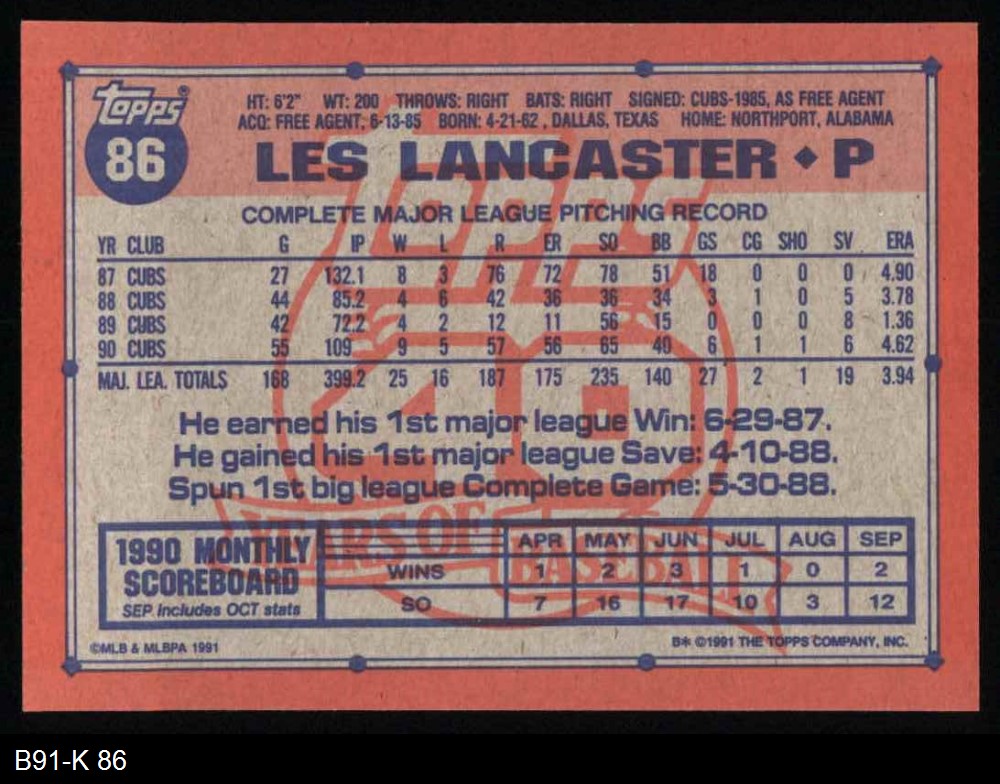 Topps®
86
HT: 6'2" WT: 200 THROWS: RIGHT BATS: RIGHT SIGNED: CUBS-1985, AS FREE AGENT
ACQ: FREE AGENT, 6-13-85 BORN: 4-21-62, DALLAS, TEXAS HOME: NORTHPORT, ALABAMA
LES LANCASTER ◆ P
COMPLETE MAJOR LEAGUE PITCHING RECORD
YR CLUB G IP W L R ER SO BB GS CG SHO SV ERA
87 CUBS 27 132.1 8 3 76 72 78 51 18 0 0 0 4.90
88 CUBS 44 85.2 4 6 42 36 36 34 3 1 0 5 3.78
89 CUBS 42 72.2 4 2 12 11 56 15 0 0 0 8 1.36
90 CUBS 55 109 9 5 57 56 65 40 6 1 1 6 4.62
MAJ. LEA. TOTALS 168 399.2 25 16 187 175 235 140 27 2 1 19 3.94
Topps
40
YEARS OF
BASEBALL
He earned his 1st major league Win: 6-29-87.
He gained his 1st major league Save: 4-10-88.
Spun 1st big league Complete Game: 5-30-88.
1990 MONTHLY
SCOREBOARD
SEP includes OCT stats
APR MAY JUN JUL AUG SEP
WINS 1 2 3 1 0 2
SO 7 16 17 10 3 12
©MLB & MLBPA 1991
B* ©1991 THE TOPPS COMPANY, INC.
B91-K 86